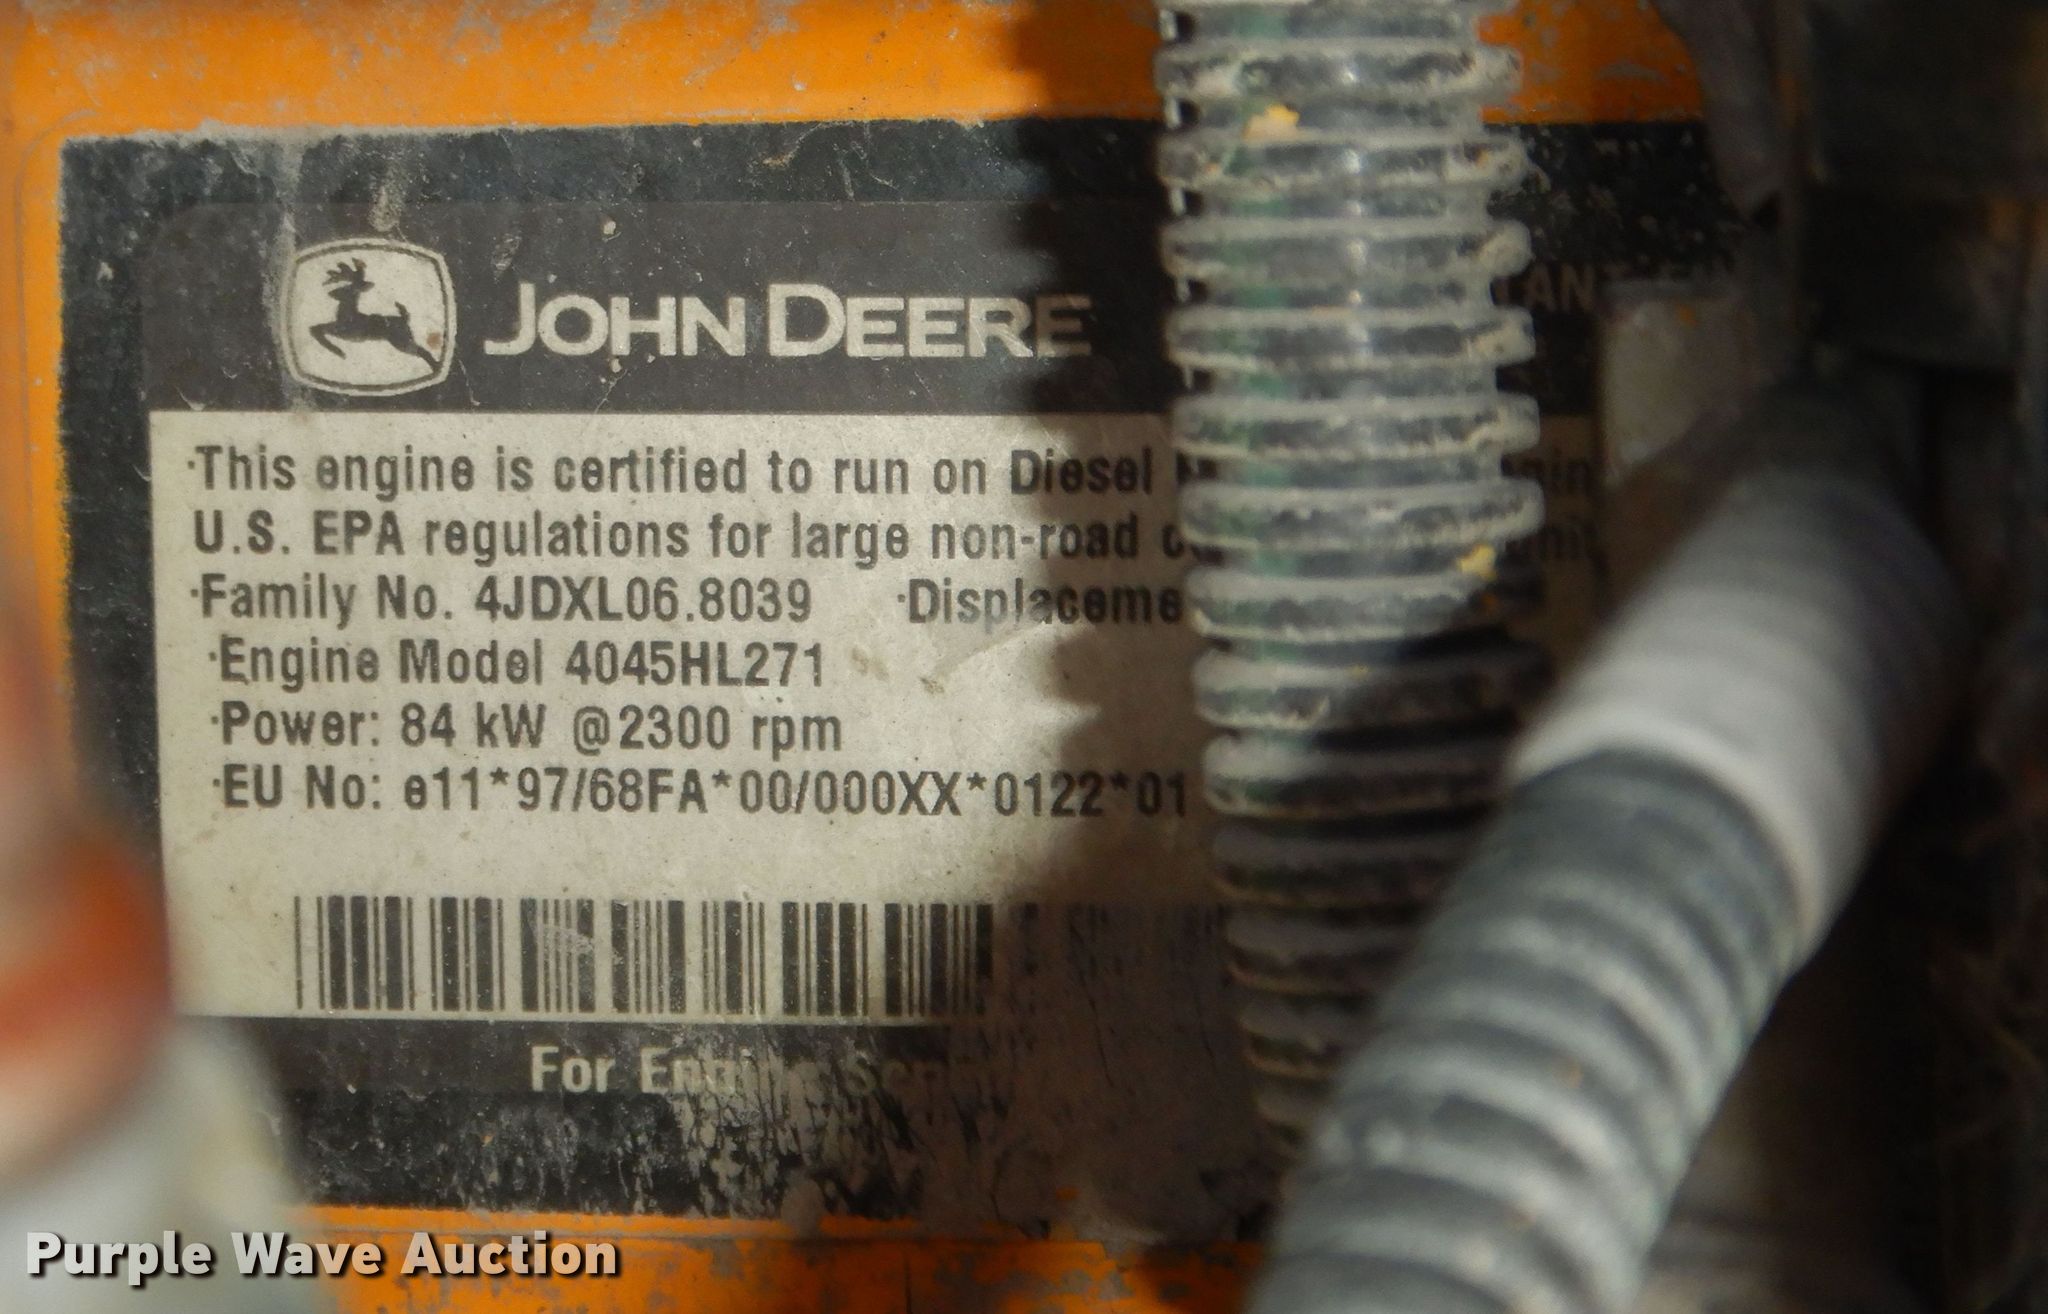 JOHN DEERE
·This engine is certified to run on Diesel
U.S. EPA regulations for large non-road
·Family No. 4JDXL06.8039 ·Displaceme
·Engine Model 4045HL271
·Power: 84 kW @2300 rpm
·EU No: e11*97/68FA*00/000XX*0122*01
For Engine
Purple Wave Auction